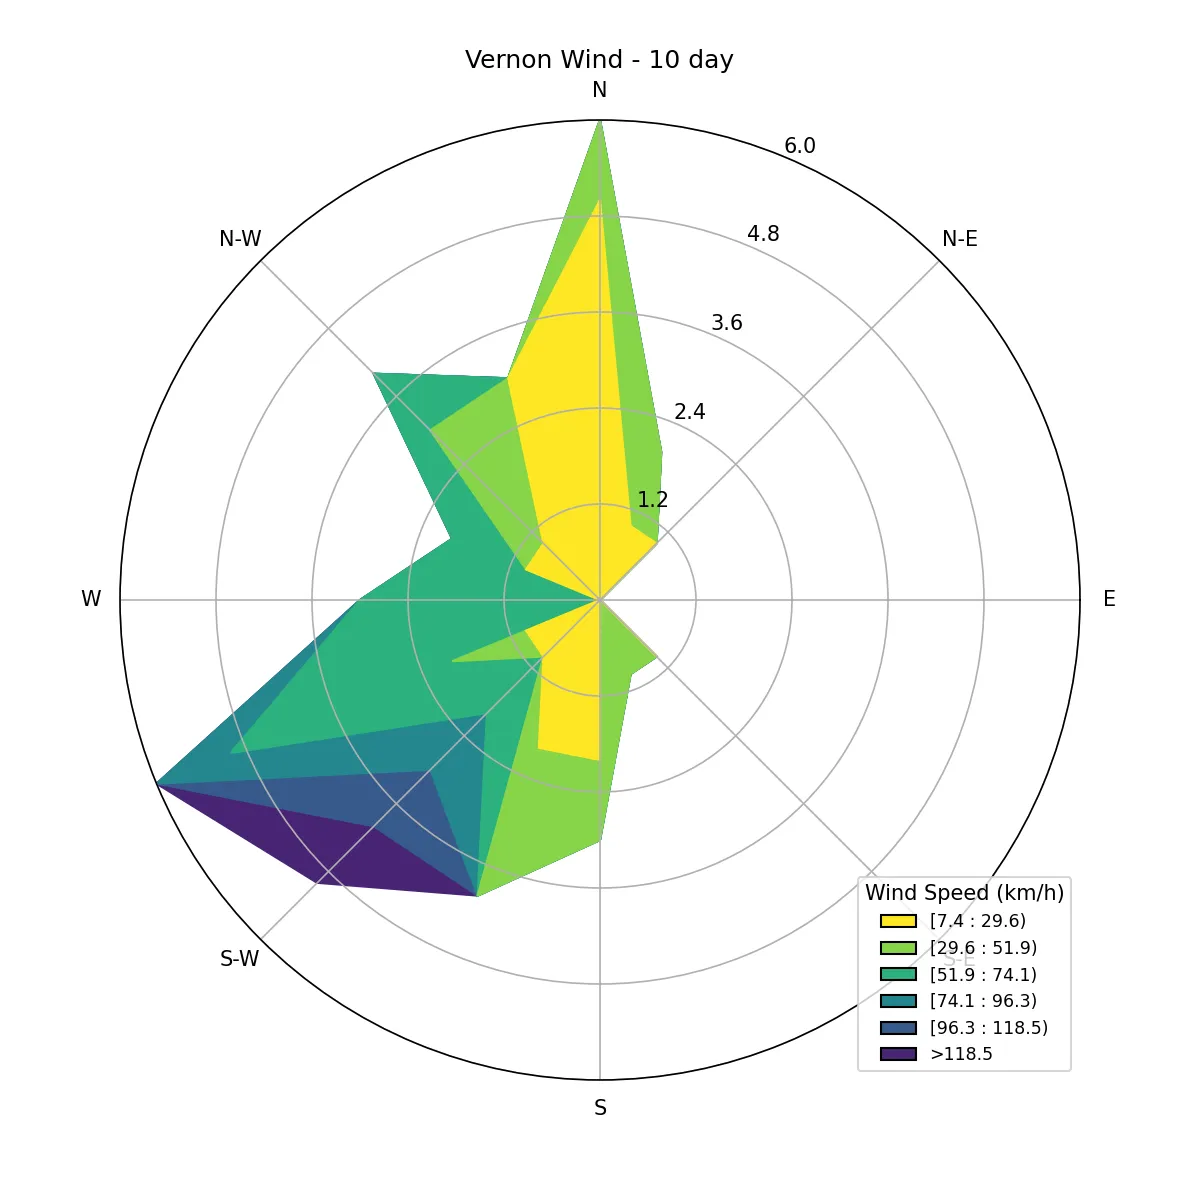 Vernon Wind - 10 day
N
6.0
N-W
4.8
N-E
3.6
2.4
1.2
W
E
S-W
S-E
S
Wind Speed (km/h)
[7.4 : 29.6)
[29.6 : 51.9)
[51.9 : 74.1)
[74.1 : 96.3)
[96.3 : 118.5)
>118.5